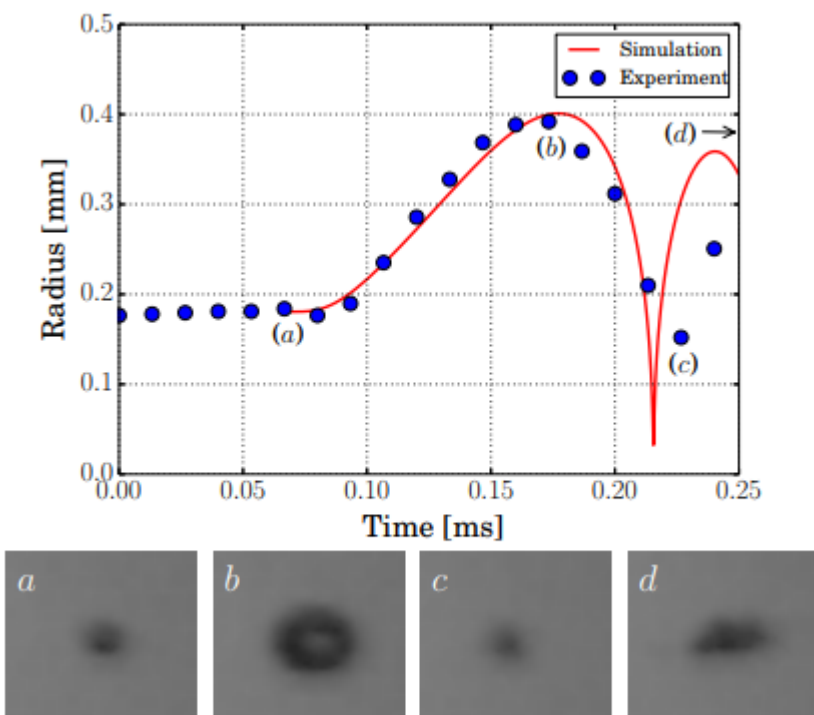 0.5
0.4
0.3
0.2
0.1
0.0
Radius [mm]
Simulation
Experiment
(a)
(b)
(c)
(d)
0.00 0.05 0.10 0.15 0.20 0.25
Time [ms]
a b c d